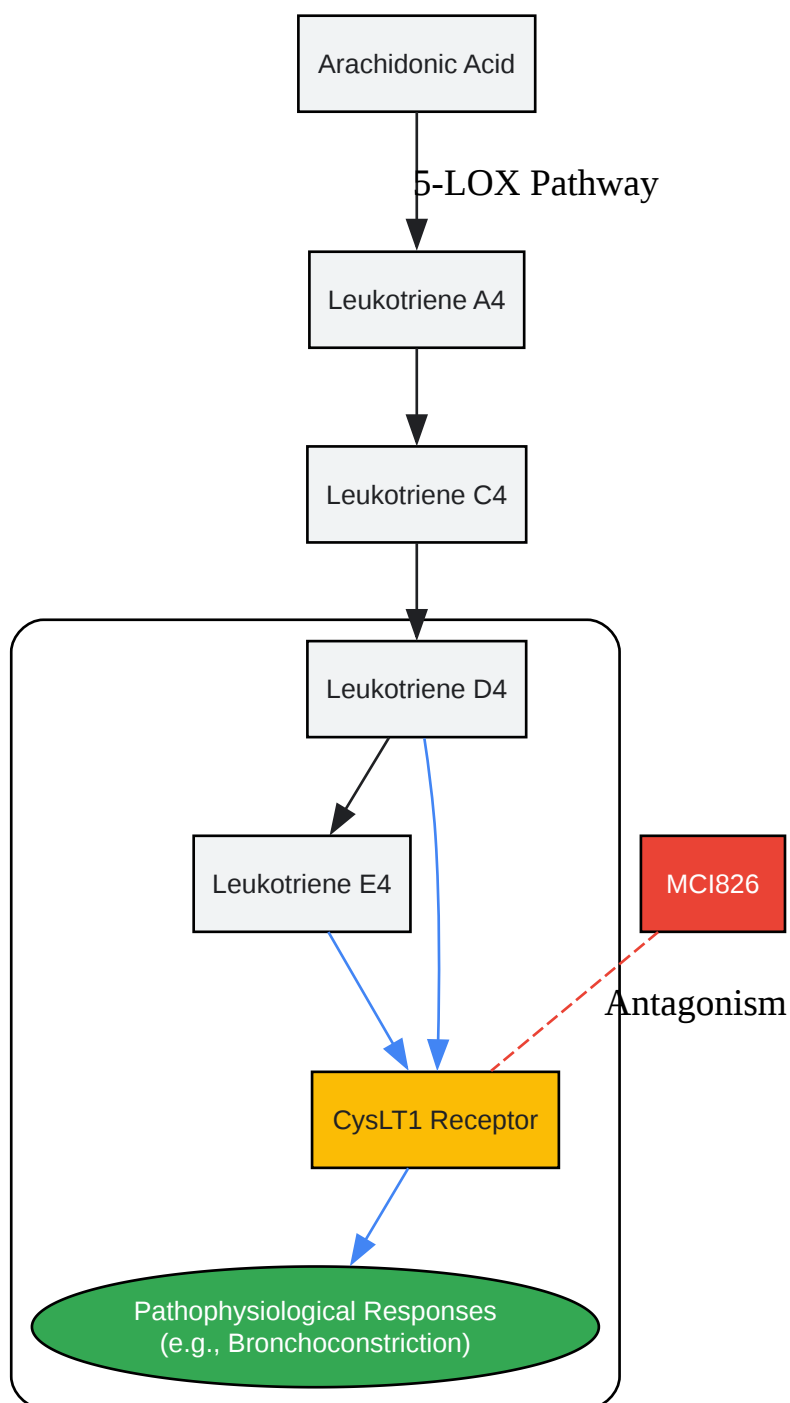 Arachidonic Acid
5-LOX Pathway
Leukotriene A4
Leukotriene C4
Leukotriene D4
Leukotriene E4
MCI826
Antagonism
CysLT1 Receptor
Pathophysiological Responses
(e.g., Bronchoconstriction)